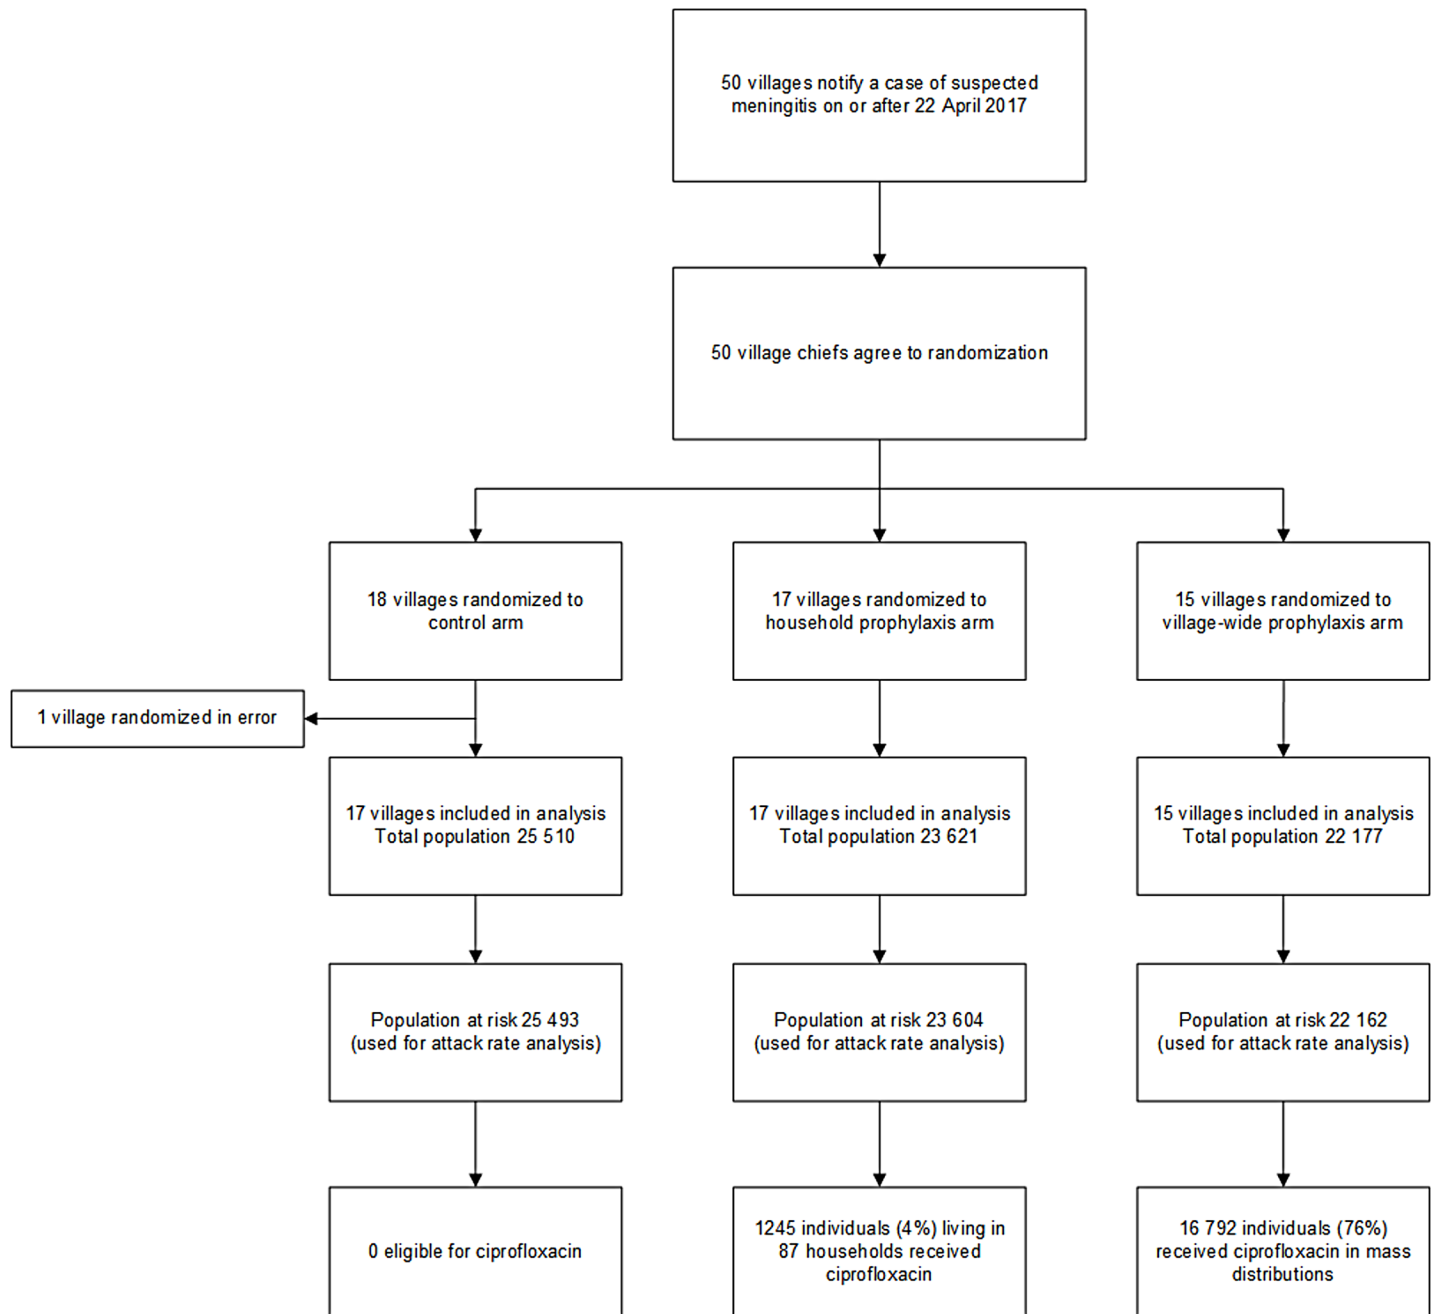 50 villages notify a case of suspected
meningitis on or after 22 April 2017
50 village chiefs agree to randomization
18 villages randomized to
control arm
17 villages randomized to
household prophylaxis arm
15 villages randomized to
village-wide prophylaxis arm
1 village randomized in error
17 villages included in analysis
Total population 25 510
17 villages included in analysis
Total population 23 621
15 villages included in analysis
Total population 22 177
Population at risk 25 493
(used for attack rate analysis)
Population at risk 23 604
(used for attack rate analysis)
Population at risk 22 162
(used for attack rate analysis)
0 eligible for ciprofloxacin
1245 individuals (4%) living in
87 households received
ciprofloxacin
16 792 individuals (76%)
received ciprofloxacin in mass
distributions